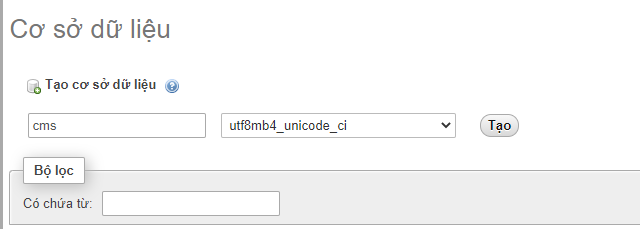 Cơ sở dữ liệu
Tạo cơ sở dữ liệu
cms utf8mb4_unicode_ci Tạo
Bộ lọc
Có chứa từ: